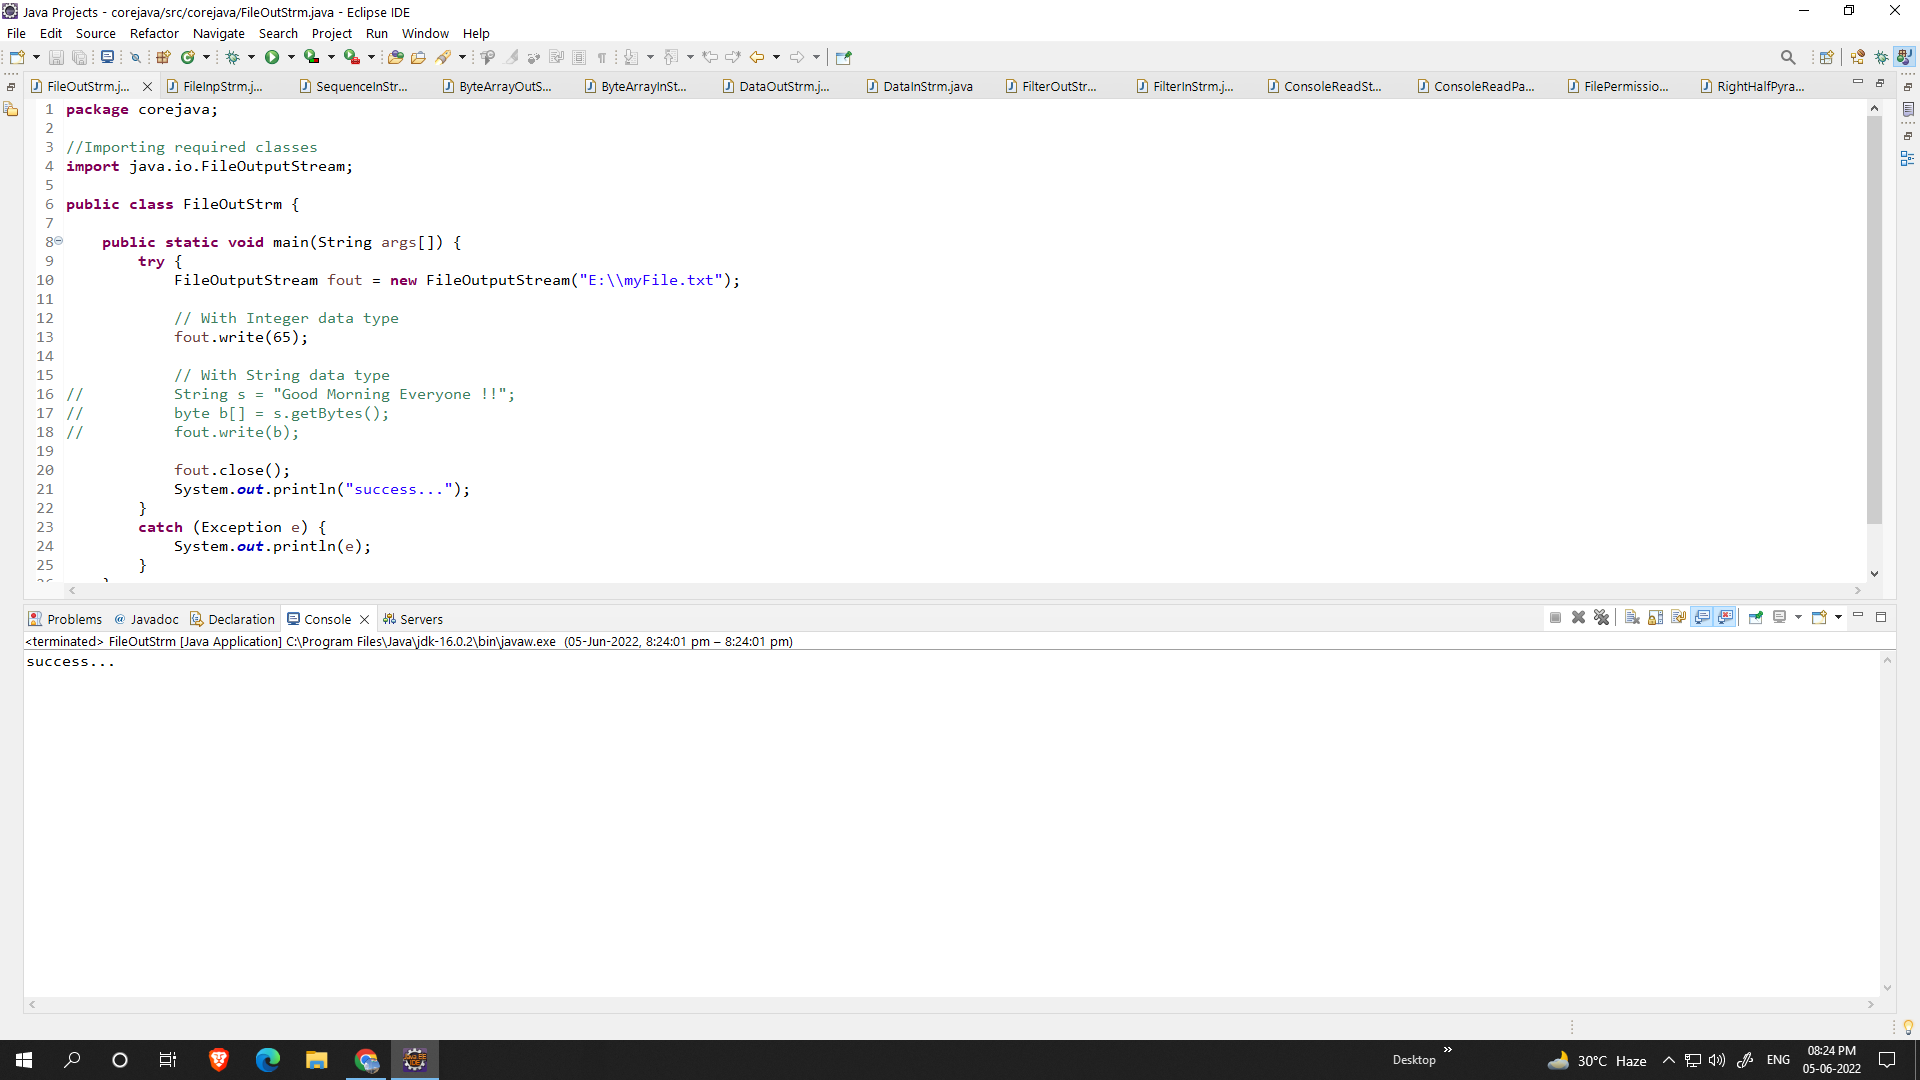 Java Projects - corejava/src/corejava/FileOutStrm.java - Eclipse IDE
File Edit Source Refactor Navigate Search Project Run Window Help
FileOutStrm.j... FileInpStrm.j... SequenceInStr... ByteArrayOutS... ByteArrayInSt... DataOutStrm.j... DataInStrm.java FilterOutStr... FilterInStrm.j... ConsoleReadSt... ConsoleReadPa... FilePermissio... RightHalfPyra...
1 package corejava;
2
3 //Importing required classes
4 import java.io.FileOutputStream;
5
6 public class FileOutStrm {
7
8 public static void main(String args[]) {
9 try {
10 FileOutputStream fout = new FileOutputStream("E:\\myFile.txt");
11
12 // With Integer data type
13 fout.write(65);
14
15 // With String data type
16 // String s = "Good Morning Everyone !!";
17 // byte b[] = s.getBytes();
18 // fout.write(b);
19
20 fout.close();
21 System.out.println("success...");
22 }
23 catch (Exception e) {
24 System.out.println(e);
25 }
Problems @ Javadoc Declaration Console Servers
<terminated> FileOutStrm [Java Application] C:\Program Files\Java\jdk-16.0.2\bin\javaw.exe (05-Jun-2022, 8:24:01 pm – 8:24:01 pm)
success...
Desktop 30°C Haze ENG 08:24 PM
05-06-2022